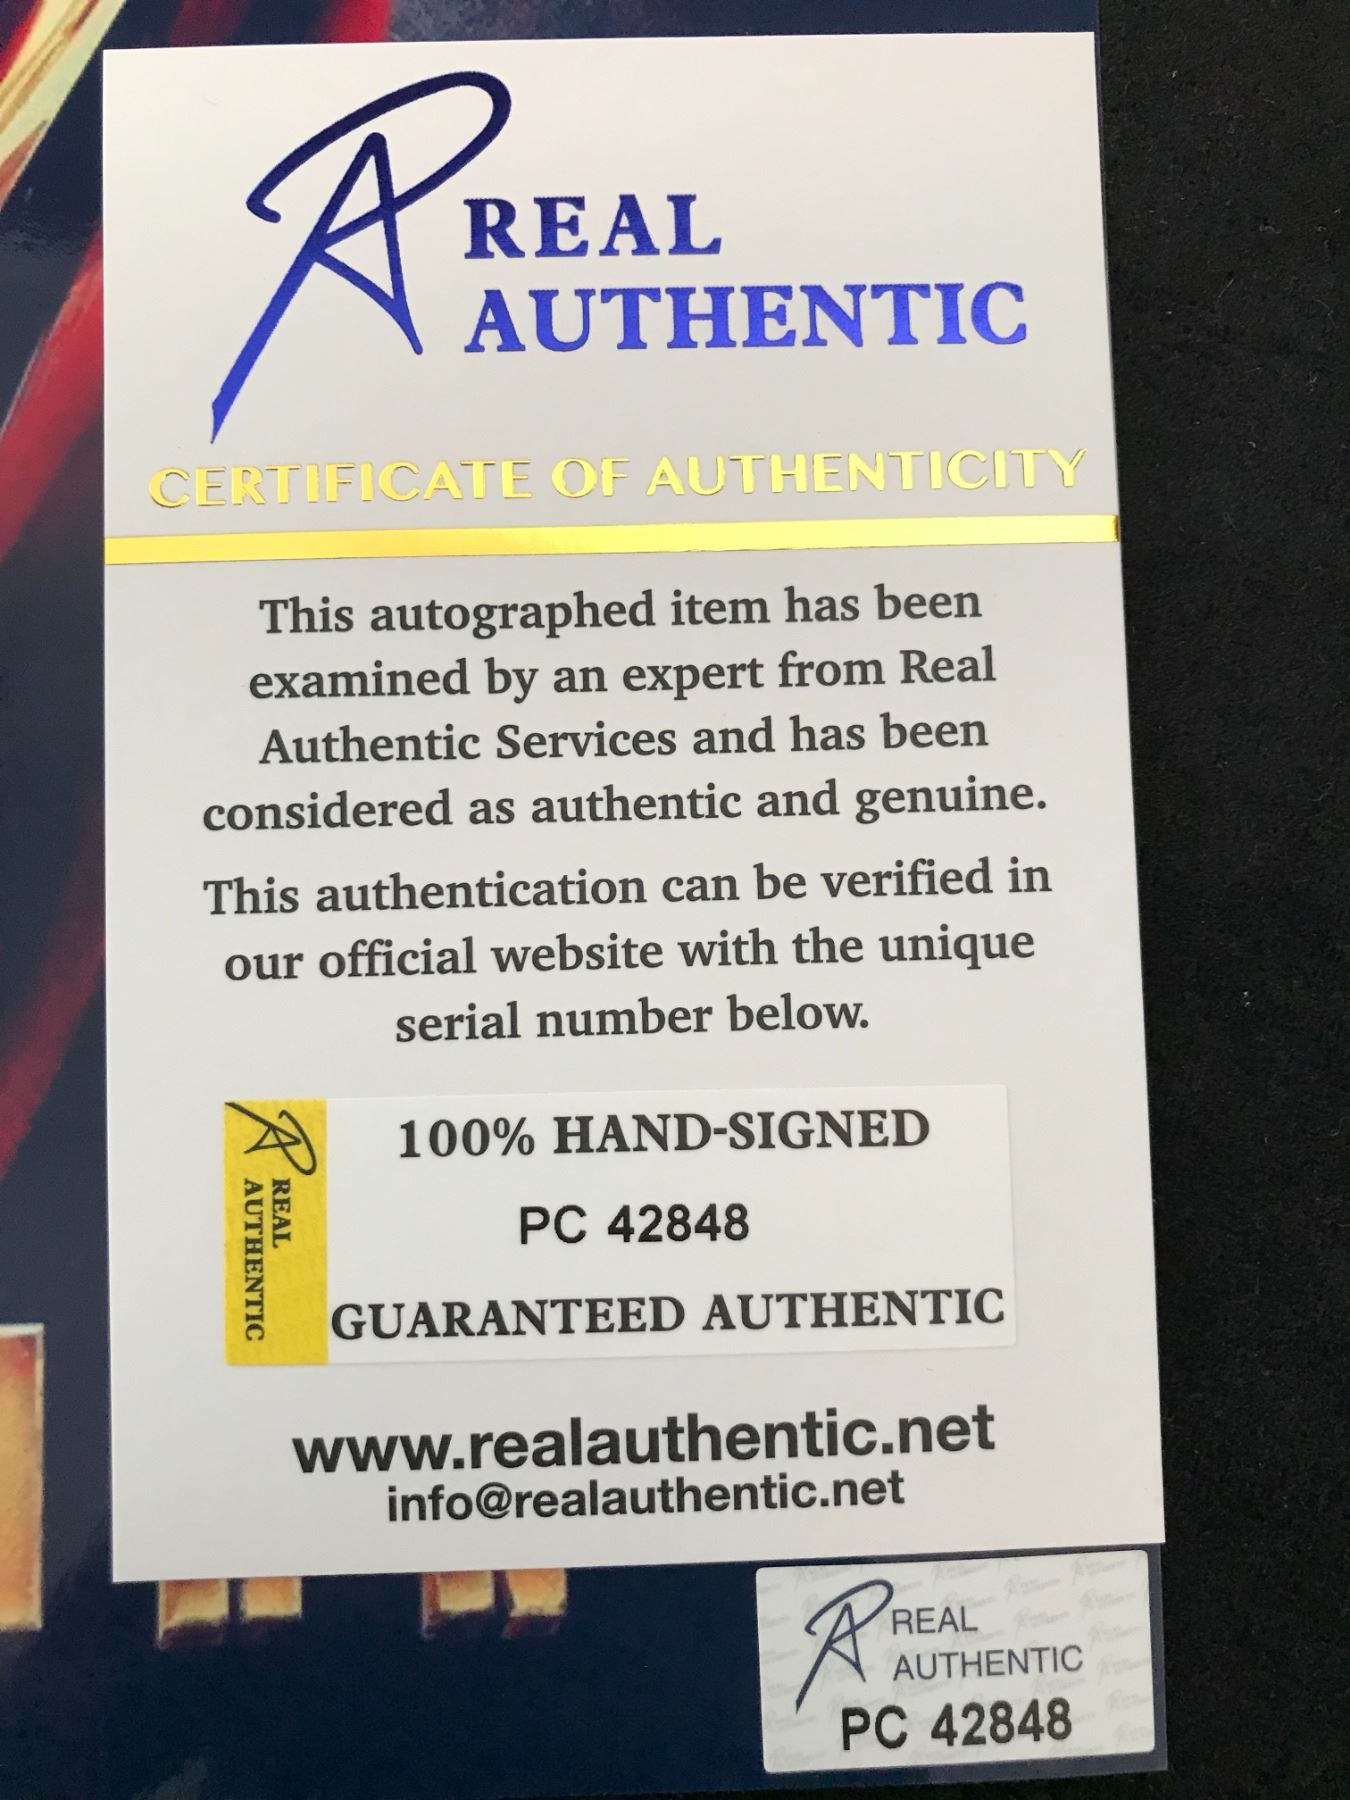 REAL
AUTHENTIC
CERTIFICATE OF AUTHENTICITY
This autographed item has been
examined by an expert from Real
Authentic Services and has been
considered as authentic and genuine.
This authentication can be verified in
our official website with the unique
serial number below.
REAL
AUTHENTIC
100% HAND-SIGNED
PC 42848
GUARANTEED AUTHENTIC
www.realauthentic.net
info@realauthentic.net
REAL
AUTHENTIC
PC 42848